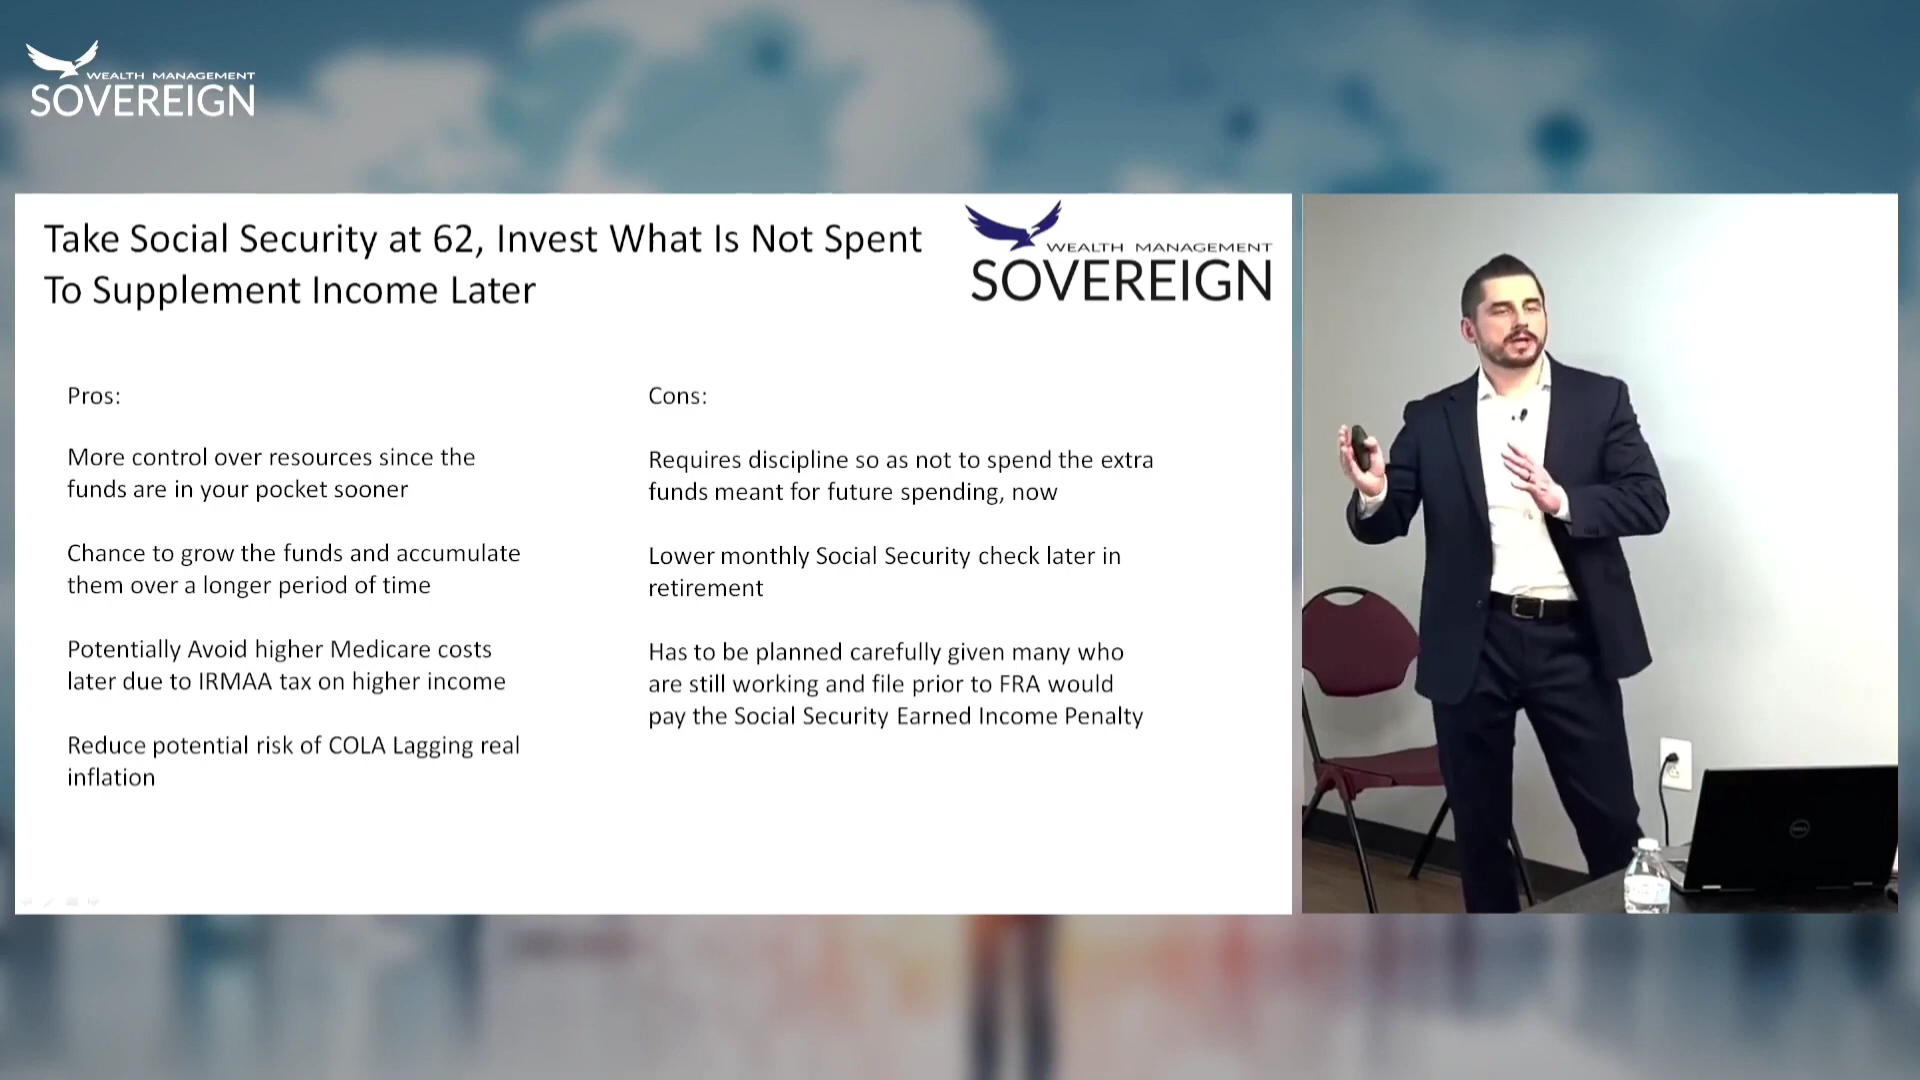 WEALTH MANAGEMENT
SOVEREIGN
Take Social Security at 62, Invest What Is Not Spent
To Supplement Income Later
WEALTH MANAGEMENT
SOVEREIGN
Pros:
More control over resources since the
funds are in your pocket sooner
Chance to grow the funds and accumulate
them over a longer period of time
Potentially Avoid higher Medicare costs
later due to IRMAA tax on higher income
Reduce potential risk of COLA Lagging real
inflation
Cons:
Requires discipline so as not to spend the extra
funds meant for future spending, now
Lower monthly Social Security check later in
retirement
Has to be planned carefully given many who
are still working and file prior to FRA would
pay the Social Security Earned Income Penalty
DELL